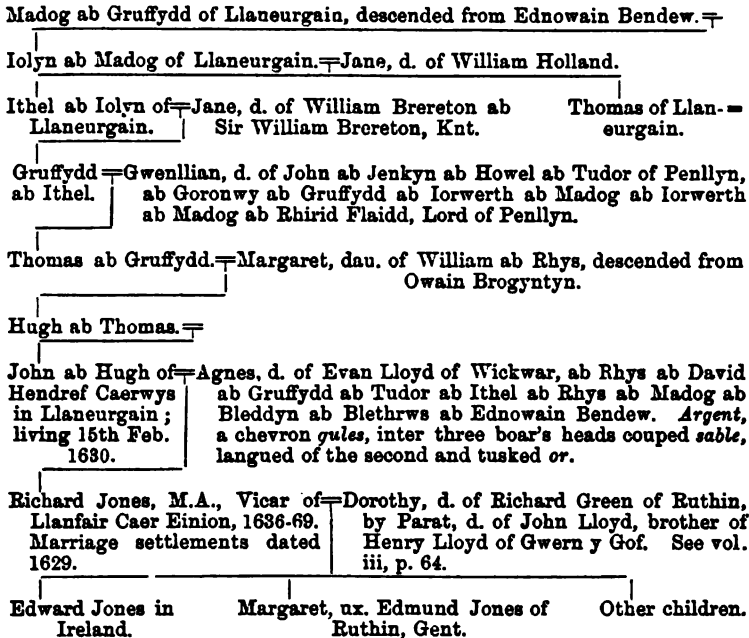 Madog ab Gruffydd of Llaneurgain, descended from Ednowain Bendew.=
Iolyn ab Madog of Llaneurgain.=Jane, d. of William Holland.
Ithel ab Iolyn of=Jane, d. of William Brereton ab
Llaneurgain. Sir William Brereton, Knt.
Thomas of Llan-=
eurgain.
Gruffydd =Gwenllian, d. of John ab Jenkyn ab Howel ab Tudor of Penllyn,
ab Ithel. ab Goronwy ab Gruffydd ab Iorwerth ab Madog ab Iorwerth
ab Madog ab Rhirid Flaidd, Lord of Penllyn.
Thomas ab Gruffydd.=Margaret, dau. of William ab Rhys, descended from
Owain Brogyntyn.
Hugh ab Thomas.=
John ab Hugh of=Agnes, d. of Evan Lloyd of Wickwar, ab Rhys ab David
Hendref Caerwys ab Gruffydd ab Tudor ab Ithel ab Rhys ab Madog ab
in Llaneurgain; Bleddyn ab Blethrws ab Ednowain Bendew. Argent,
living 15th Feb. a chevron gules, inter three boar's heads couped sable,
1630. langued of the second and tusked or.
Richard Jones, M.A., Vicar of=Dorothy, d. of Richard Green of Ruthin,
Llanfair Caer Einion, 1636-69. by Parat, d. of John Lloyd, brother of
Marriage settlements dated Henry Lloyd of Gwern y Gof. See vol.
1629. iii, p. 64.
Edward Jones in
Ireland.
Margaret, ux. Edmund Jones of
Ruthin, Gent.
Other children.